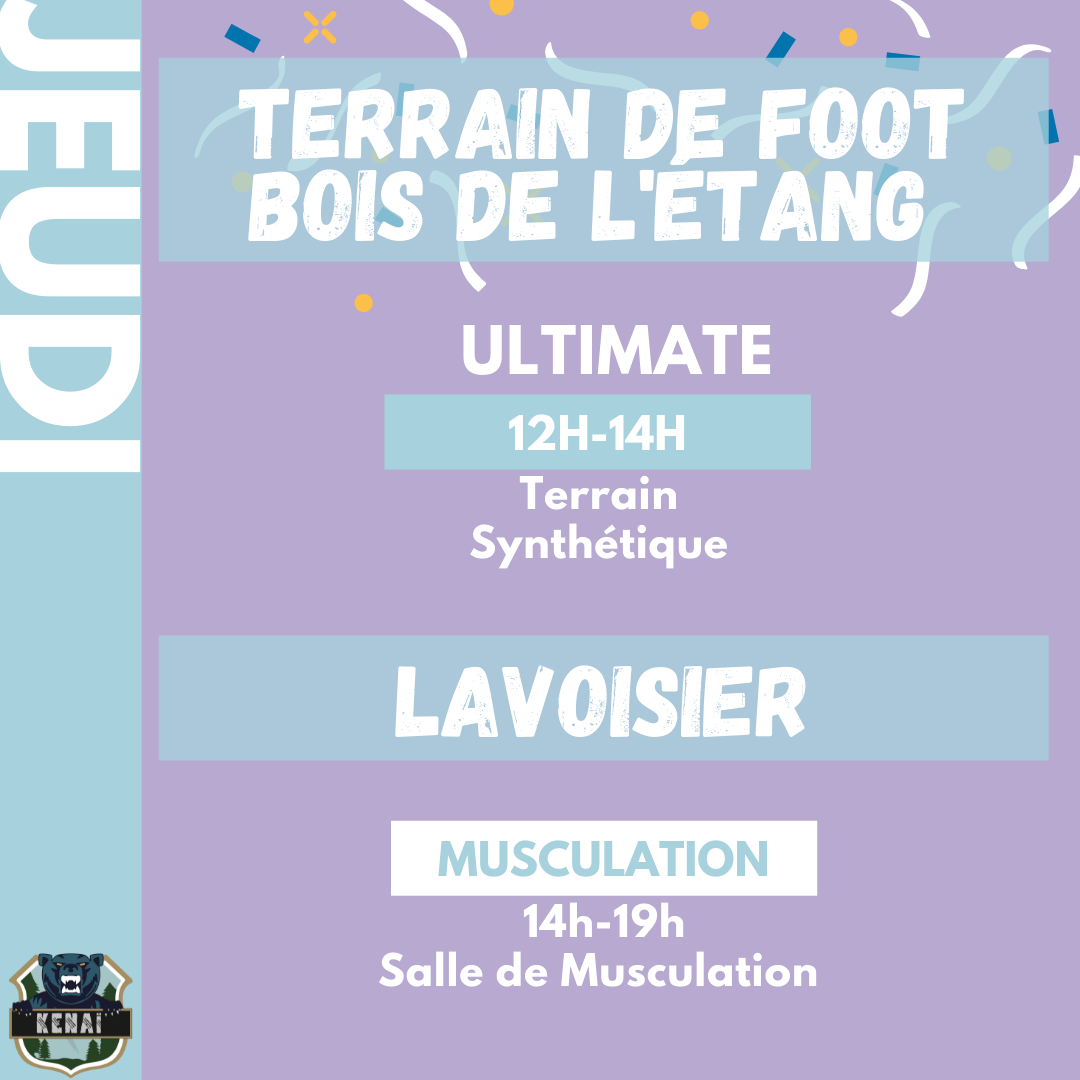 JEUDI
TERRAIN DE FOOT
BOIS DE L'ÉTANG
ULTIMATE
12H-14H
Terrain
Synthétique
LAVOISIER
MUSCULATION
14h-19h
Salle de Musculation
KENAÏ